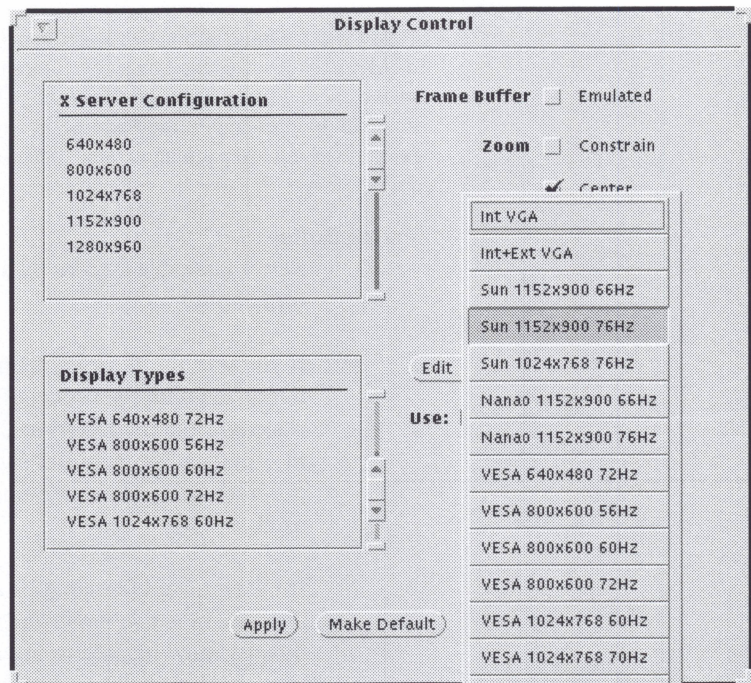 Display Control
X Server Configuration
640x480
800x600
1024x768
1152x900
1280x960
Frame Buffer Emulated
Zoom Constrain
Center
Display Types
VESA 640x480 72Hz
VESA 800x600 56Hz
VESA 800x600 60Hz
VESA 800x600 72Hz
VESA 1024x768 60Hz
Edit
Use:
Int VGA
Int+Ext VGA
Sun 1152x900 66Hz
Sun 1152x900 76Hz
Sun 1024x768 76Hz
Nanao 1152x900 66Hz
Nanao 1152x900 76Hz
VESA 640x480 72Hz
VESA 800x600 56Hz
VESA 800x600 60Hz
VESA 800x600 72Hz
VESA 1024x768 60Hz
VESA 1024x768 70Hz
Apply
Make Default